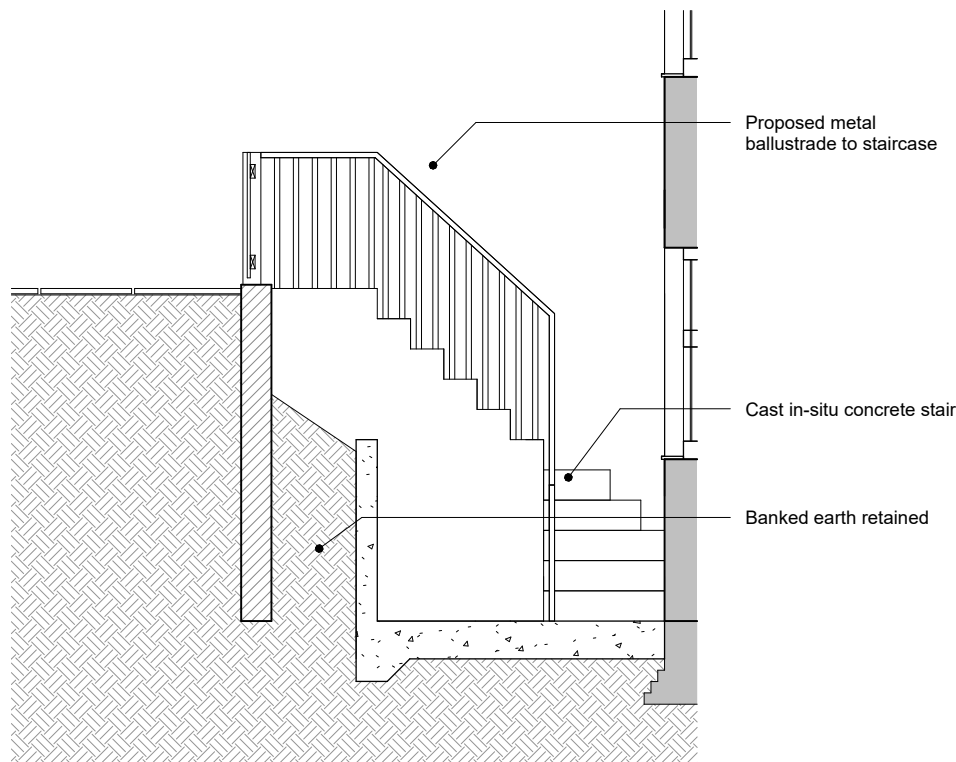 Proposed metal
ballustrade to staircase
Cast in-situ concrete stair
Banked earth retained